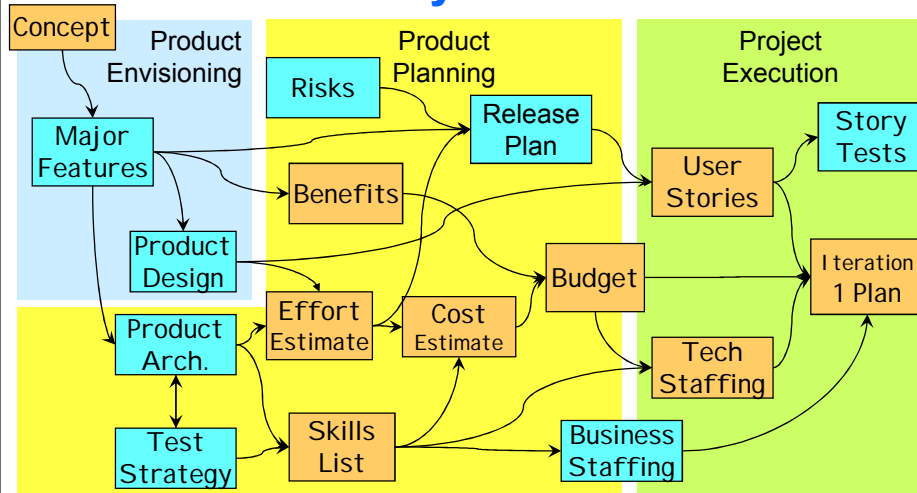 Concept
Product
Envisioning
Product
Planning
Project
Execution
Risks
Major
Features
Release
Plan
Story
Tests
Benefits
User
Stories
Product
Design
Budget
Iteration
1 Plan
Effort
Estimate
Cost
Estimate
Product
Arch.
Tech
Staffing
Test
Strategy
Skills
List
Business
Staffing